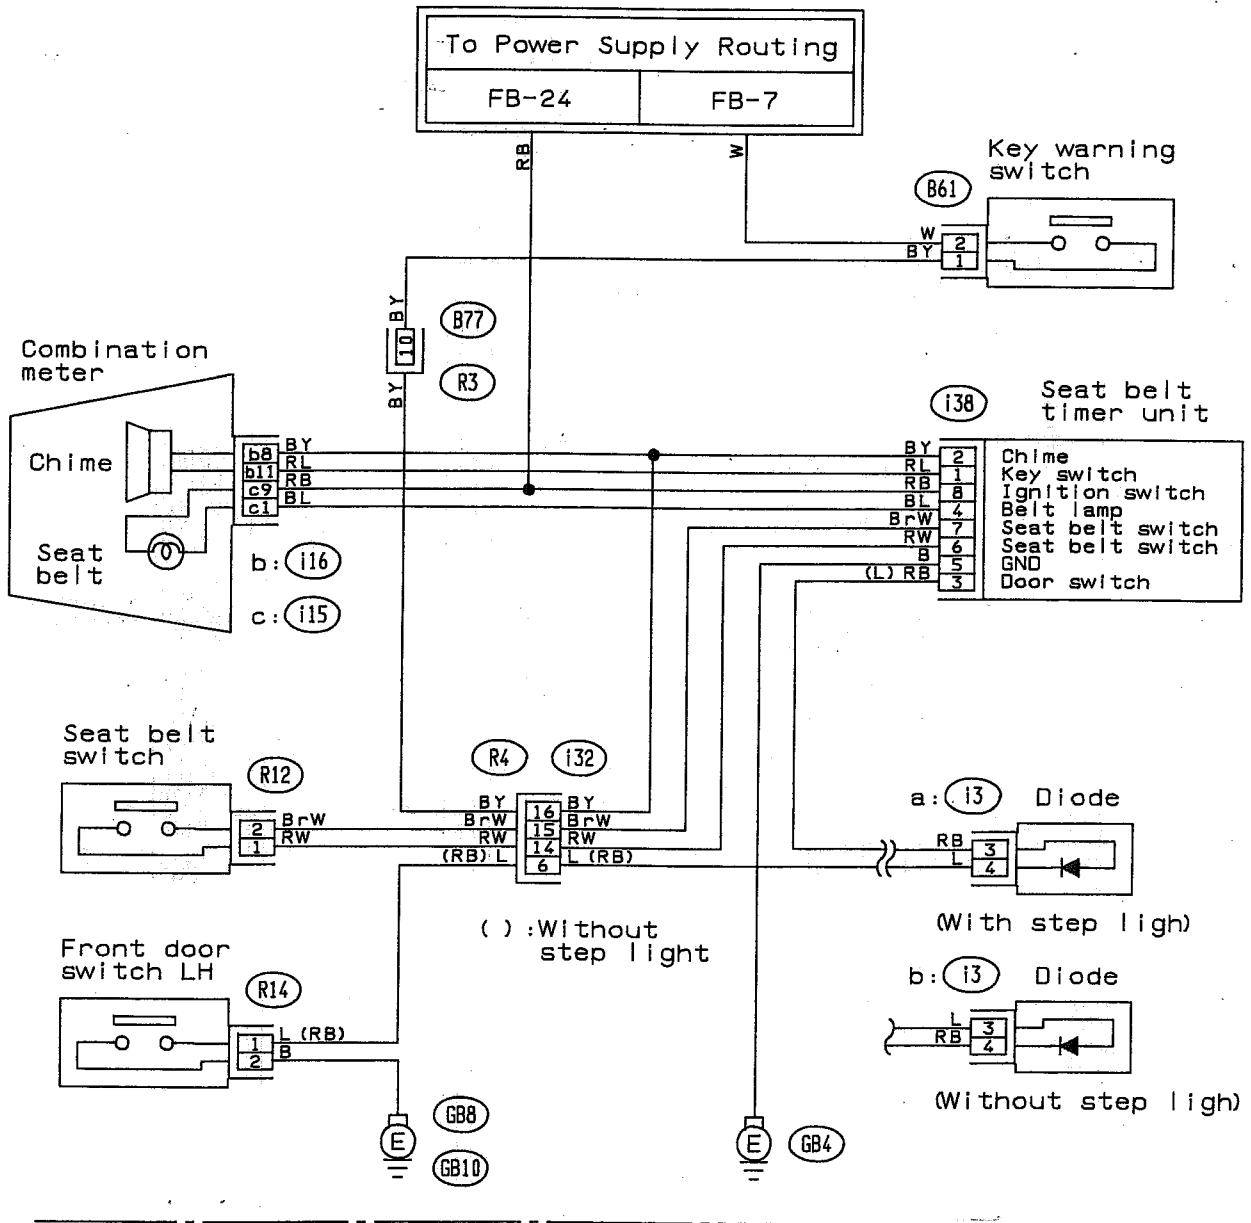 To Power Supply Routing
FB-24 FB-7
RB
W
Key warning
switch
B61
W
BY
2
1
BY
10
BY
B77
R3
Combination
meter
Chime
Seat
belt
b8
b11
c9
c1
BY
RL
RB
BL
b: i16
c: i15
i38
Seat belt
timer unit
BY 2 Chime
RL 1 Key switch
RB 8 Ignition switch
BL 4 Belt lamp
BrW 7 Seat belt switch
RW 6 Seat belt switch
B 5 GND
(L) RB 3 Door switch
Seat belt
switch
R12
2 BrW
1 RW
R4 i32
BY 16 BY
BrW 15 BrW
RW 14 RW
(RB) L 6 L (RB)
( ) :Without
step light
a: i3 Diode
RB 3
L 4
(With step ligh)
b: i3 Diode
L 3
RB 4
(Without step ligh)
Front door
switch LH
R14
1 L (RB)
2 B
E
GB8
GB10
E
GB4